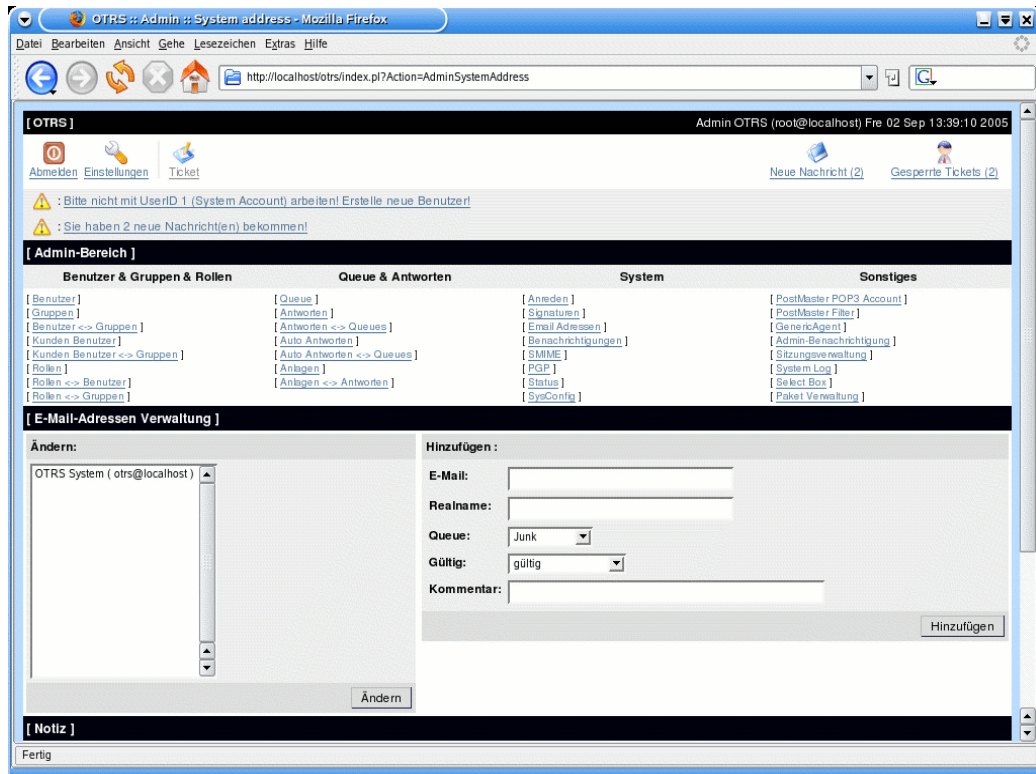 OTRS :: Admin :: System address - Mozilla Firefox
Datei Bearbeiten Ansicht Gehe Lesezeichen Extras Hilfe
http://localhost/otrs/index.pl?Action=AdminSystemAddress
G
[ OTRS ] Admin OTRS (root@localhost) Fre 02 Sep 13:39:10 2005
Abmelden Einstellungen Ticket Neue Nachricht (2) Gesperrte Tickets (2)
: Bitte nicht mit UserID 1 (System Account) arbeiten! Erstelle neue Benutzer!
: Sie haben 2 neue Nachricht(en) bekommen!
[ Admin-Bereich ]
Benutzer & Gruppen & Rollen Queue & Antworten System Sonstiges
[ Benutzer ] [ Queue ] [ Anreden ] [ PostMaster POP3 Account ]
[ Gruppen ] [ Antworten ] [ Signaturen ] [ PostMaster Filter ]
[ Benutzer <-> Gruppen ] [ Antworten <-> Queues ] [ Email Adressen ] [ GenericAgent ]
[ Kunden Benutzer ] [ Auto Antworten ] [ Benachrichtigungen ] [ Admin-Benachrichtigung ]
[ Kunden Benutzer <-> Gruppen ] [ Auto Antworten <-> Queues ] [ SMIME ] [ Sitzungsverwaltung ]
[ Rollen ] [ Anlagen ] [ PGP ] [ System Log ]
[ Rollen <-> Benutzer ] [ Anlagen <-> Antworten ] [ Status ] [ Select Box ]
[ Rollen <-> Gruppen ] [ SysConfig ] [ Paket Verwaltung ]
[ E-Mail-Adressen Verwaltung ]
Ändern:
OTRS System ( otrs@localhost )
Ändern
Hinzufügen :
E-Mail:
Realname:
Queue: Junk
Gültig: gültig
Kommentar:
Hinzufügen
[ Notiz ]
Fertig